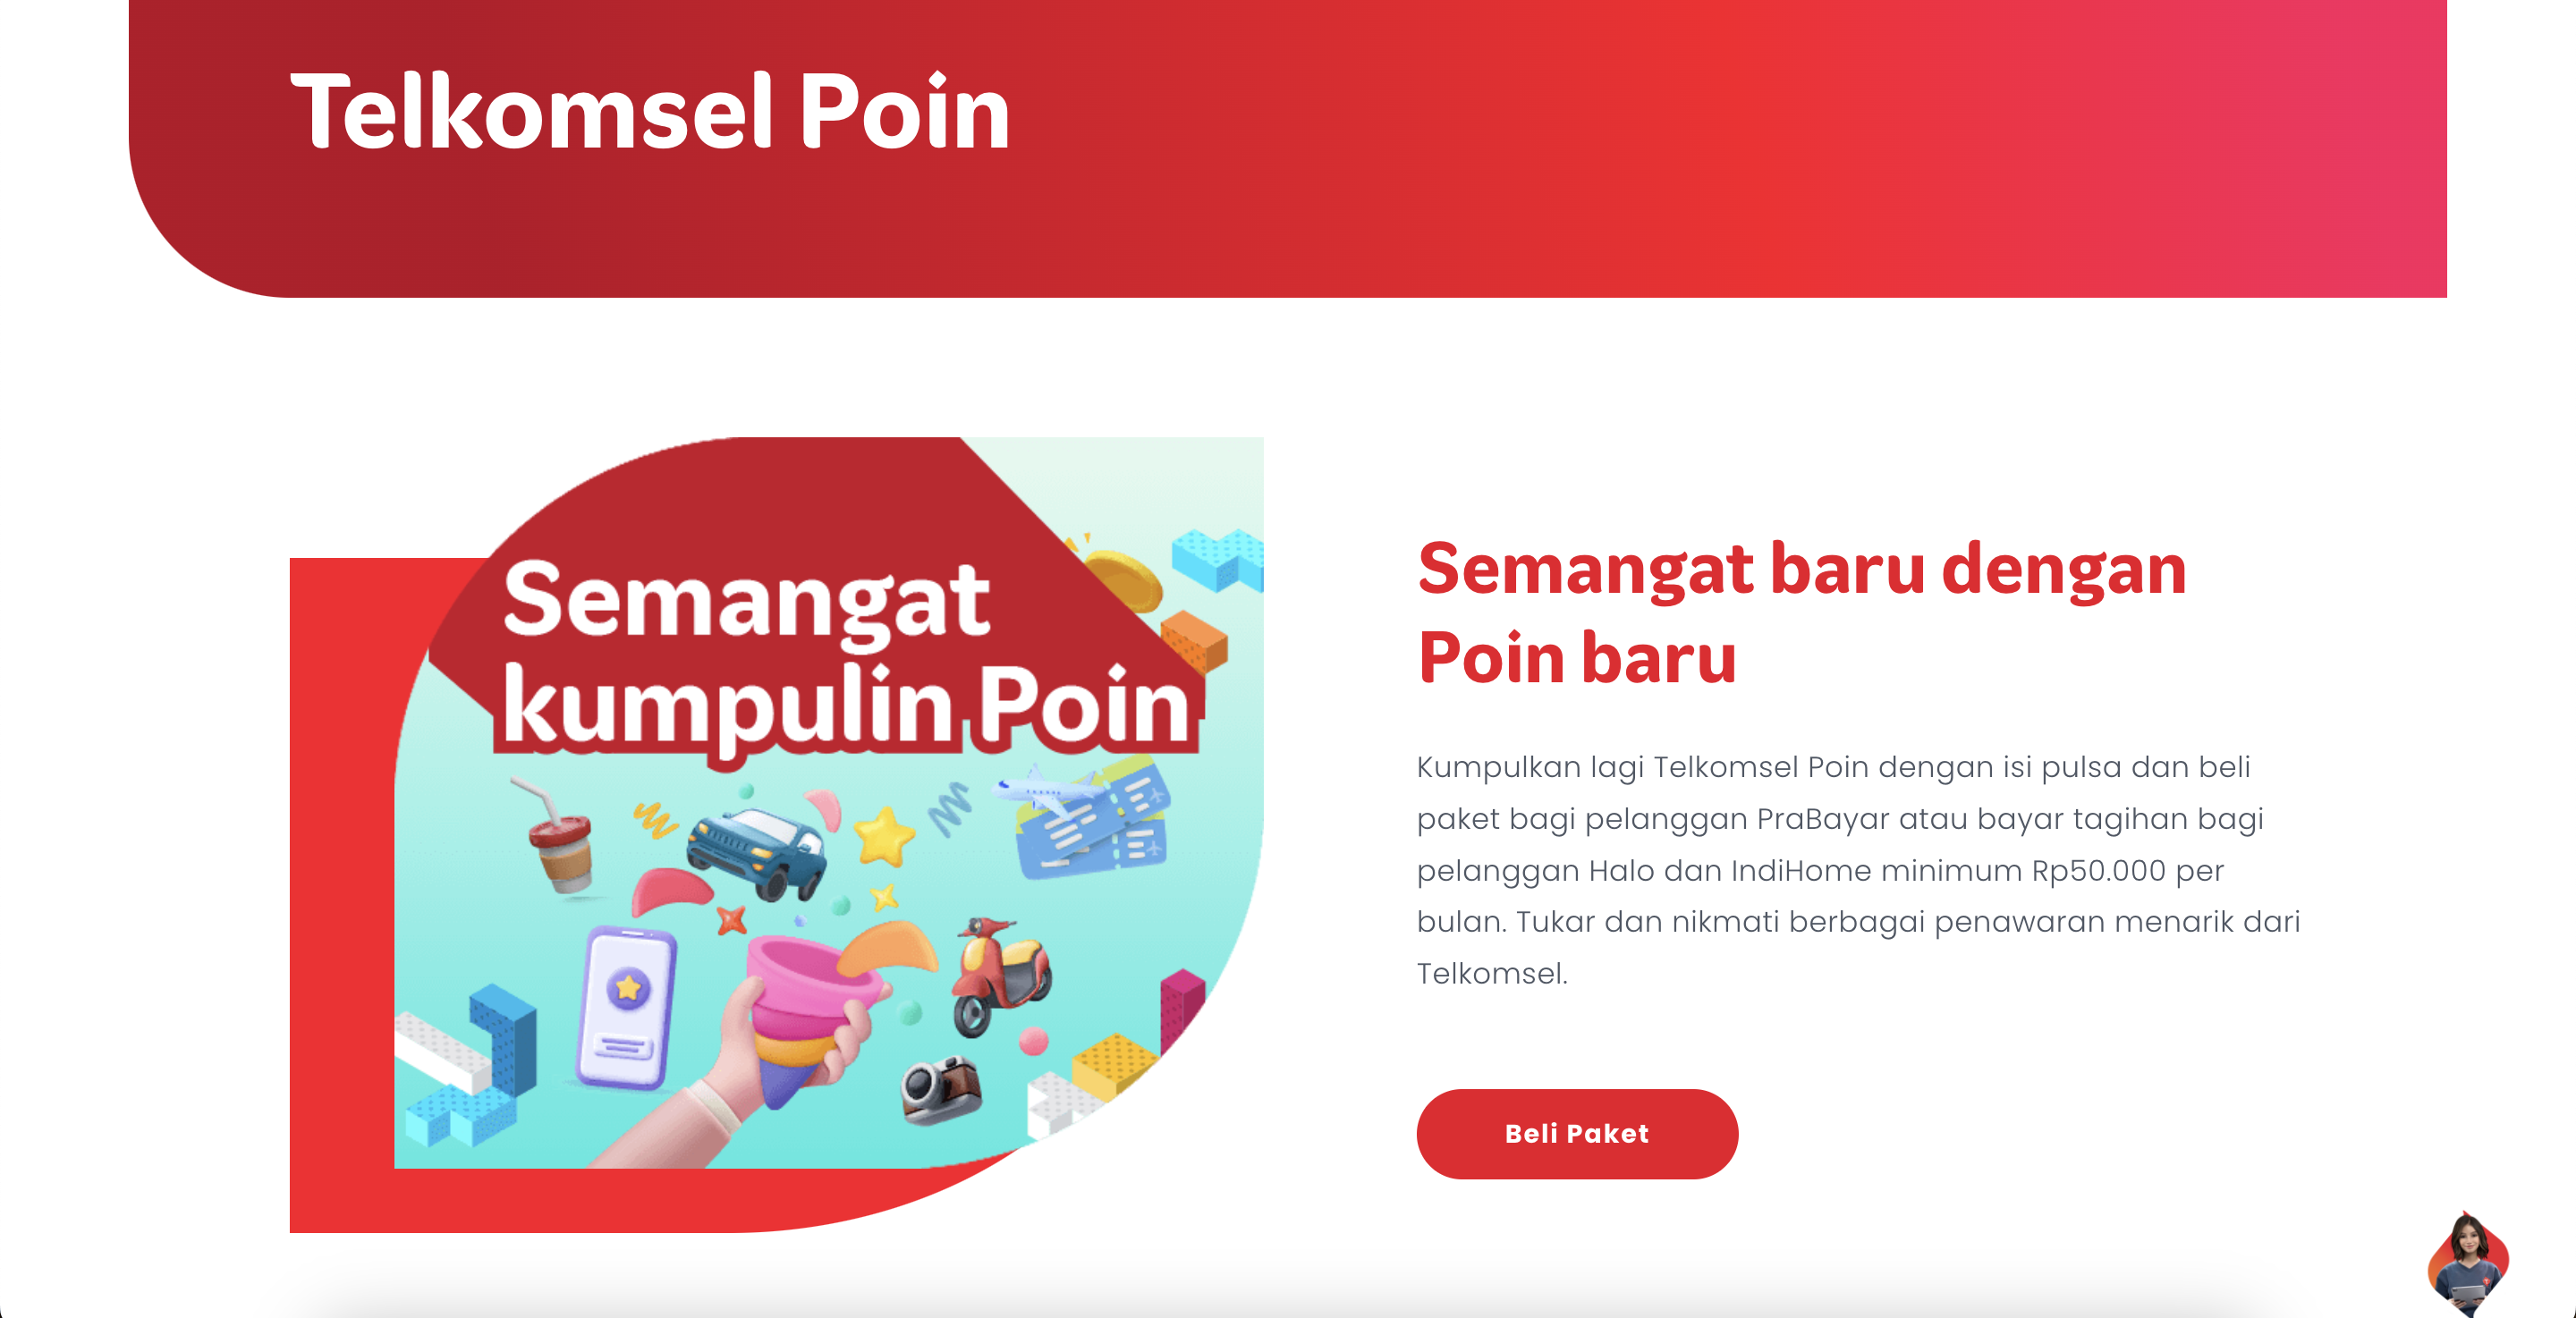 Telkomsel Poin
Semangat
kumpulin Poin
Semangat baru dengan
Poin baru
Kumpulkan lagi Telkomsel Poin dengan isi pulsa dan beli
paket bagi pelanggan PraBayar atau bayar tagihan bagi
pelanggan Halo dan IndiHome minimum Rp50.000 per
bulan. Tukar dan nikmati berbagai penawaran menarik dari
Telkomsel.
Beli Paket